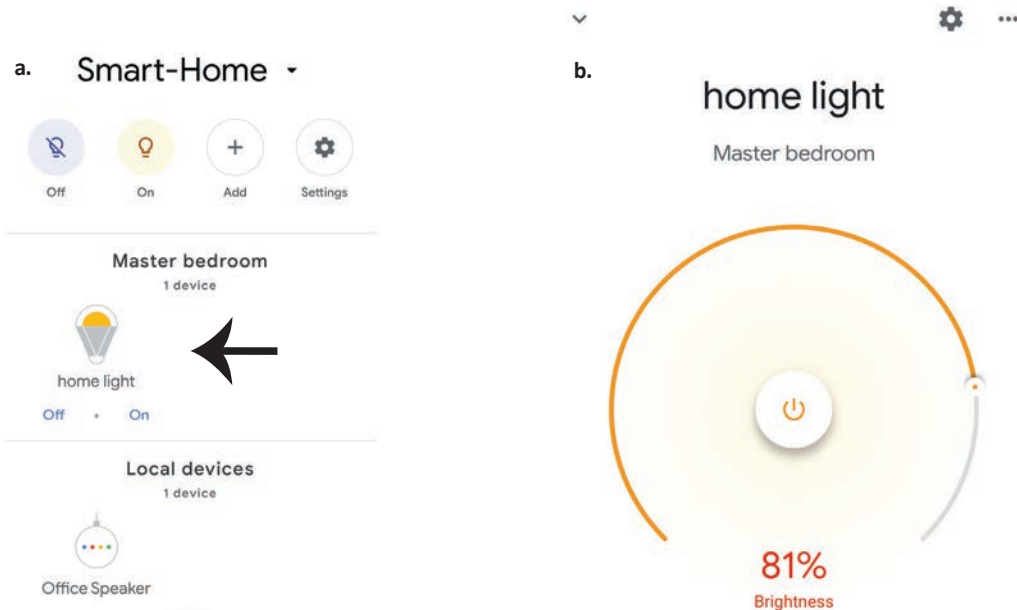 a.
Smart-Home
Off
On
Add
Settings
Master bedroom
1 device
home light
Off • On
Local devices
1 device
Office Speaker
b.
home light
Master bedroom
81%
Brightness